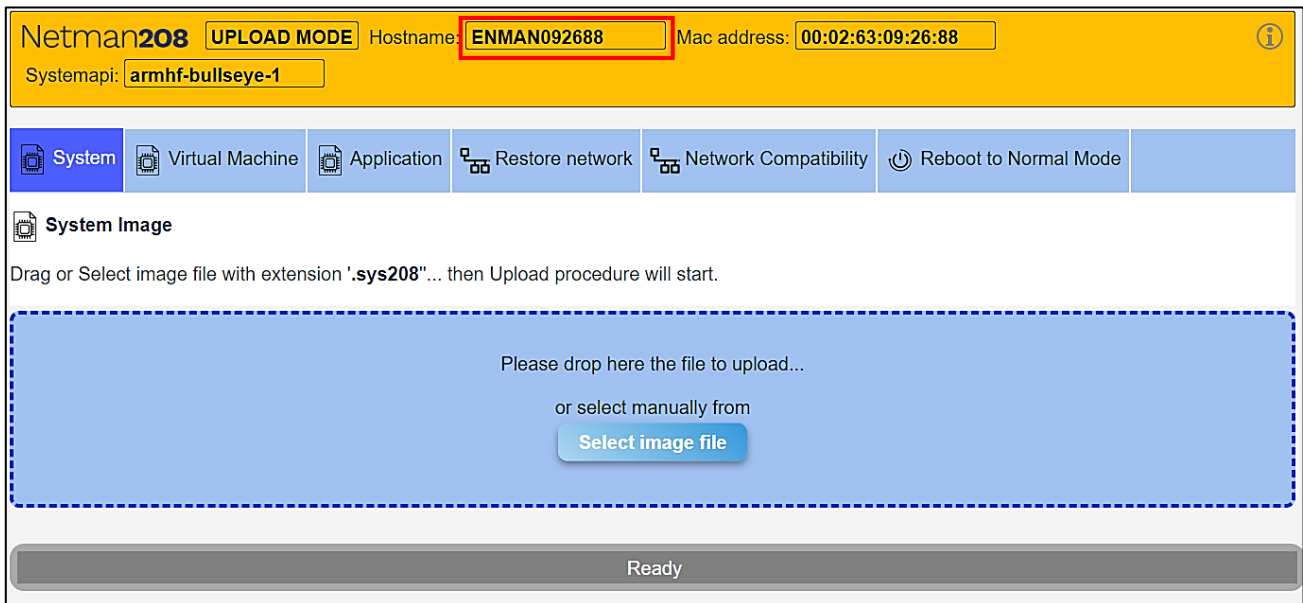 Netman208 UPLOAD MODE Hostname: ENMAN092688 Mac address: 00:02:63:09:26:88
Systemapi: armhf-bullseye-1
System Virtual Machine Application Restore network Network Compatibility Reboot to Normal Mode
System Image
Drag or Select image file with extension '.sys208"... then Upload procedure will start.
Please drop here the file to upload...
or select manually from
Select image file
Ready